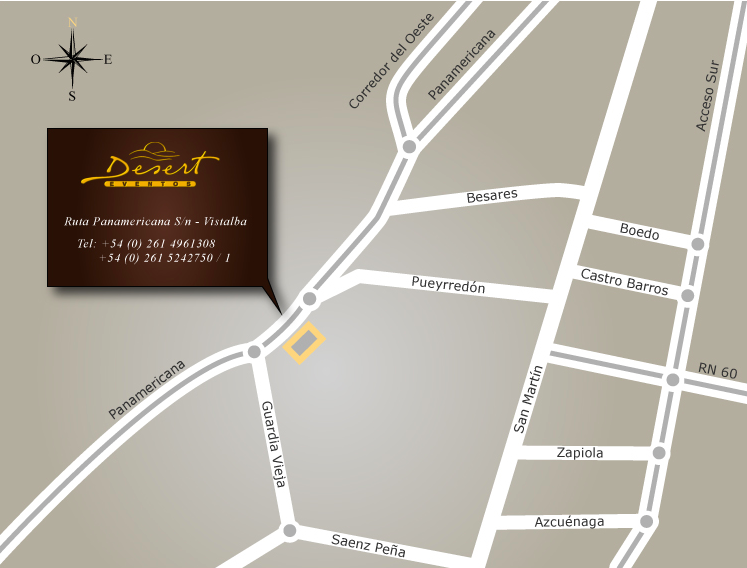 N
O
E
S
Corredor del Oeste
Panamericana
Acceso Sur
Desert
EVENTOS
Ruta Panamericana S/n - Vistalba
Tel: +54 (0) 261 4961308
+54 (0) 261 5242750 / 1
Besares
Boedo
Castro Barros
Pueyrredón
RN 60
Panamericana
San Martín
Guardia Vieja
Zapiola
Azcuénaga
Saenz Peña